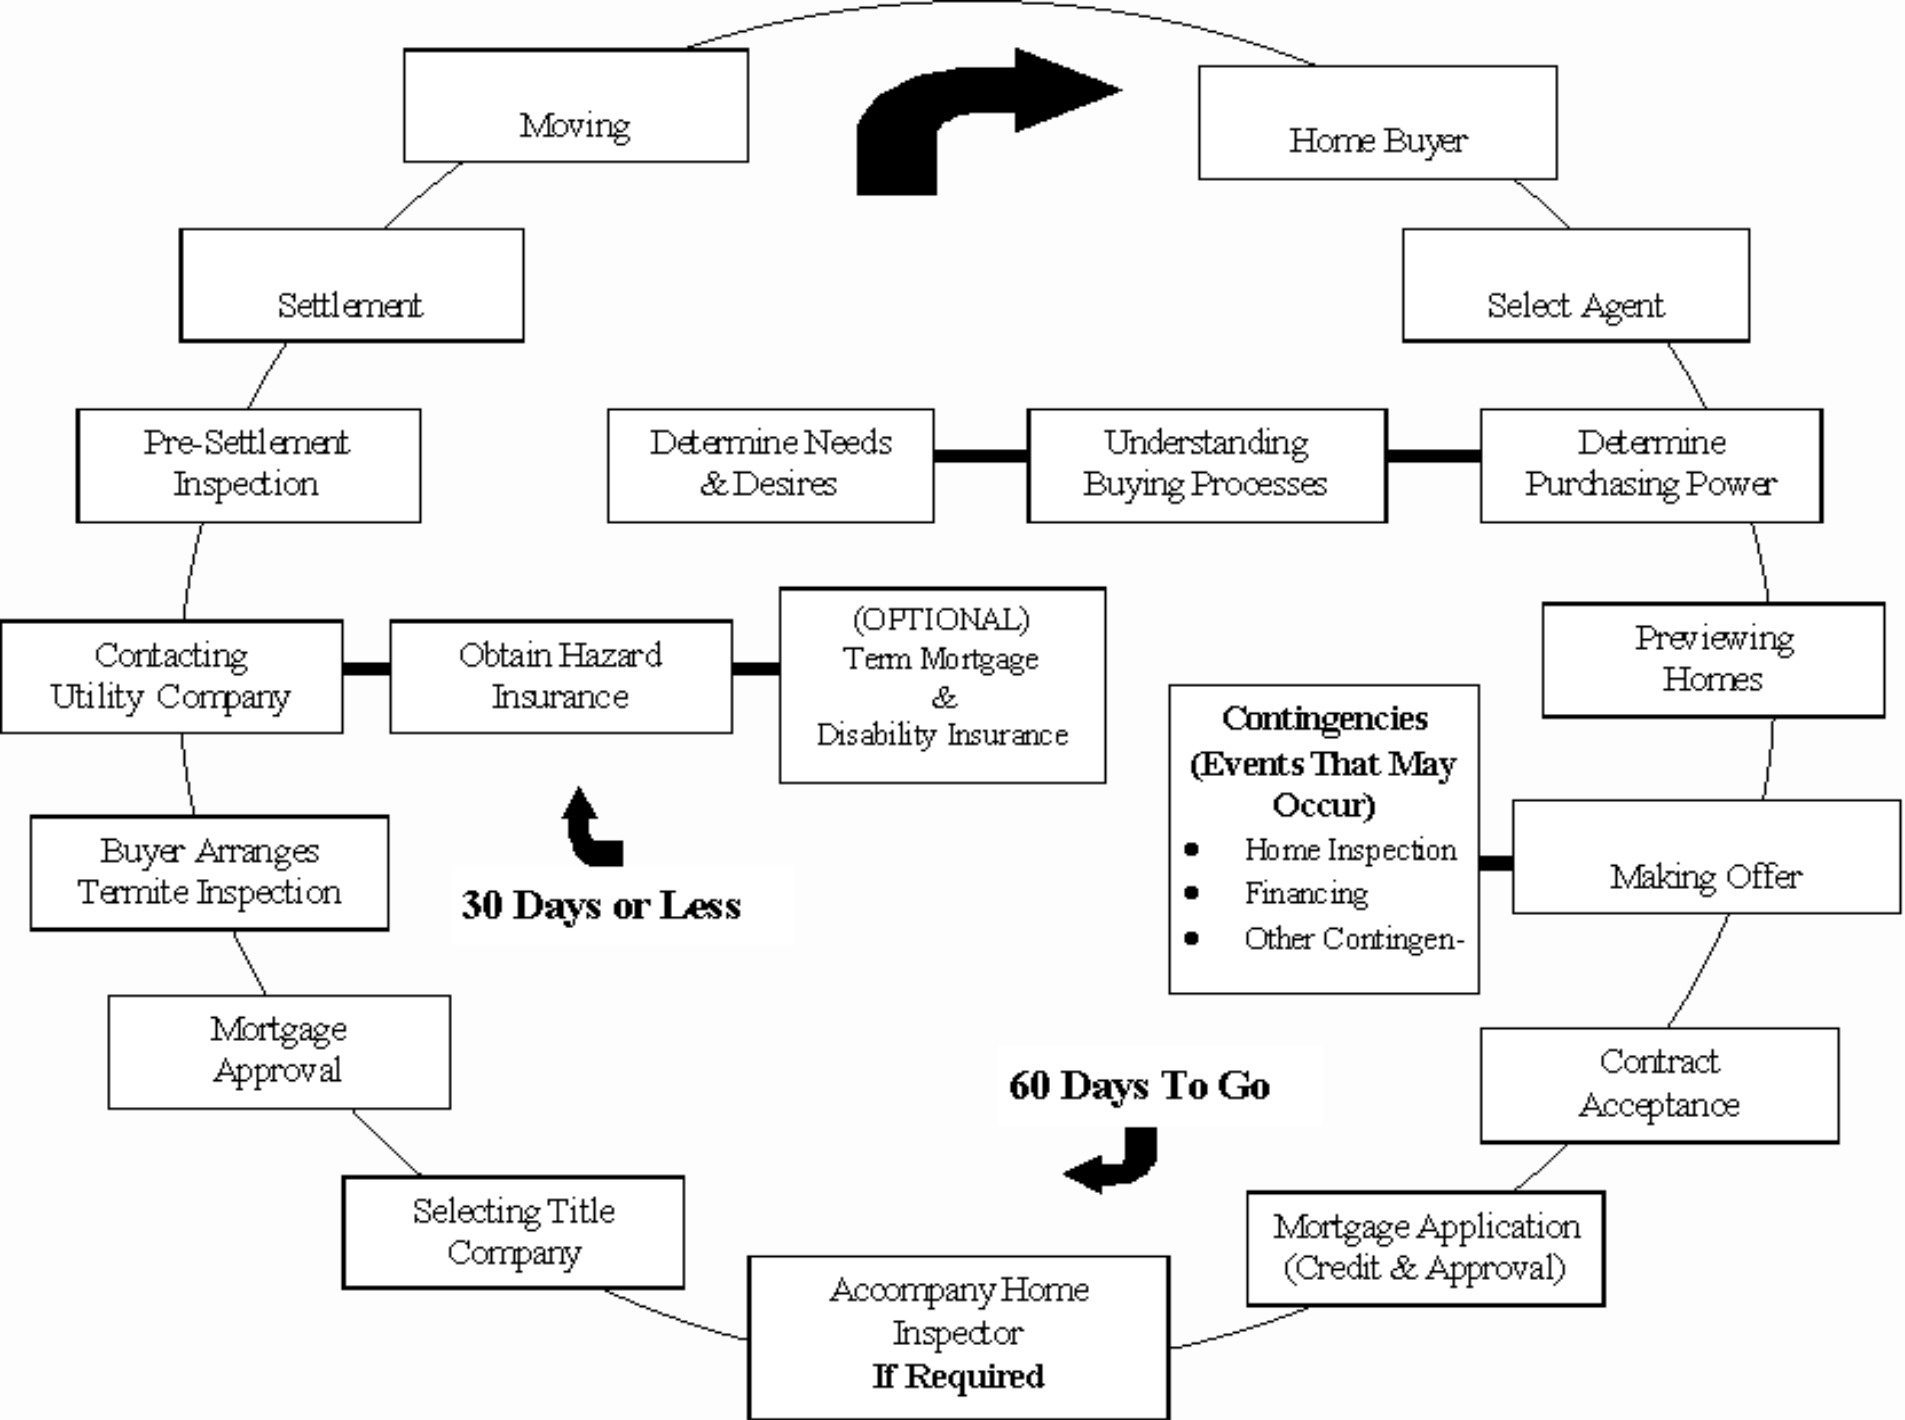 Moving
Home Buyer
Settlement
Select Agent
Pre-Settlement
Inspection
Determine Needs
& Desires
Understanding
Buying Processes
Determine
Purchasing Power
Contacting
Utility Company
Obtain Hazard
Insurance
(OPTIONAL)
Term Mortgage
&
Disability Insurance
Previewing
Homes
Contingencies
(Events That May
Occur)
• Home Inspection
• Financing
• Other Contingen-
Making Offer
Buyer Arranges
Termite Inspection
30 Days or Less
Mortgage
Approval
60 Days To Go
Contract
Acceptance
Selecting Title
Company
Accompany Home
Inspector
If Required
Mortgage Application
(Credit & Approval)